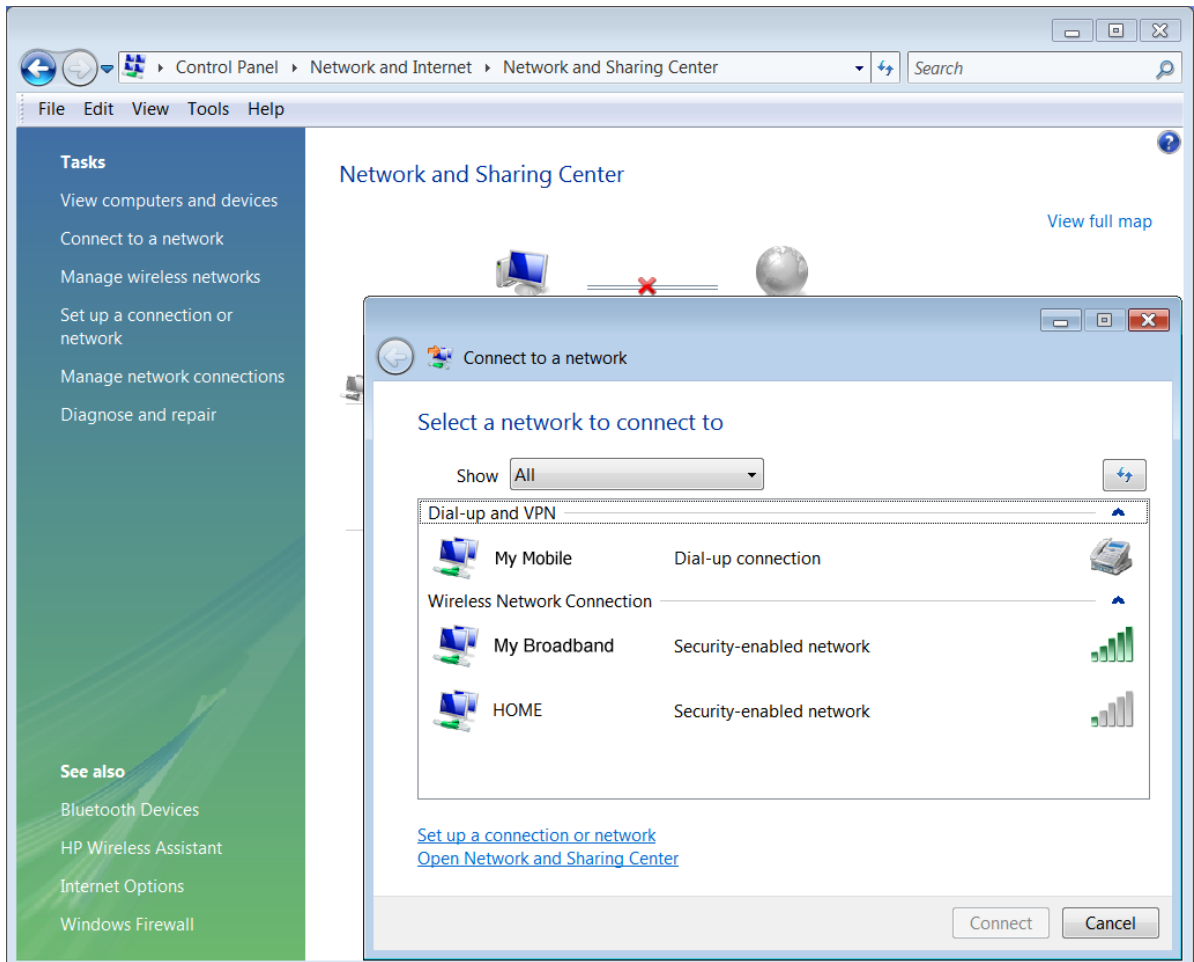 Control Panel Network and Internet Network and Sharing Center Search
File Edit View Tools Help
Tasks
View computers and devices
Connect to a network
Manage wireless networks
Set up a connection or
network
Manage network connections
Diagnose and repair
See also
Bluetooth Devices
HP Wireless Assistant
Internet Options
Windows Firewall
Network and Sharing Center
View full map
Connect to a network
Select a network to connect to
Show All
Dial-up and VPN
My Mobile Dial-up connection
Wireless Network Connection
My Broadband Security-enabled network
HOME Security-enabled network
Set up a connection or network
Open Network and Sharing Center
Connect Cancel